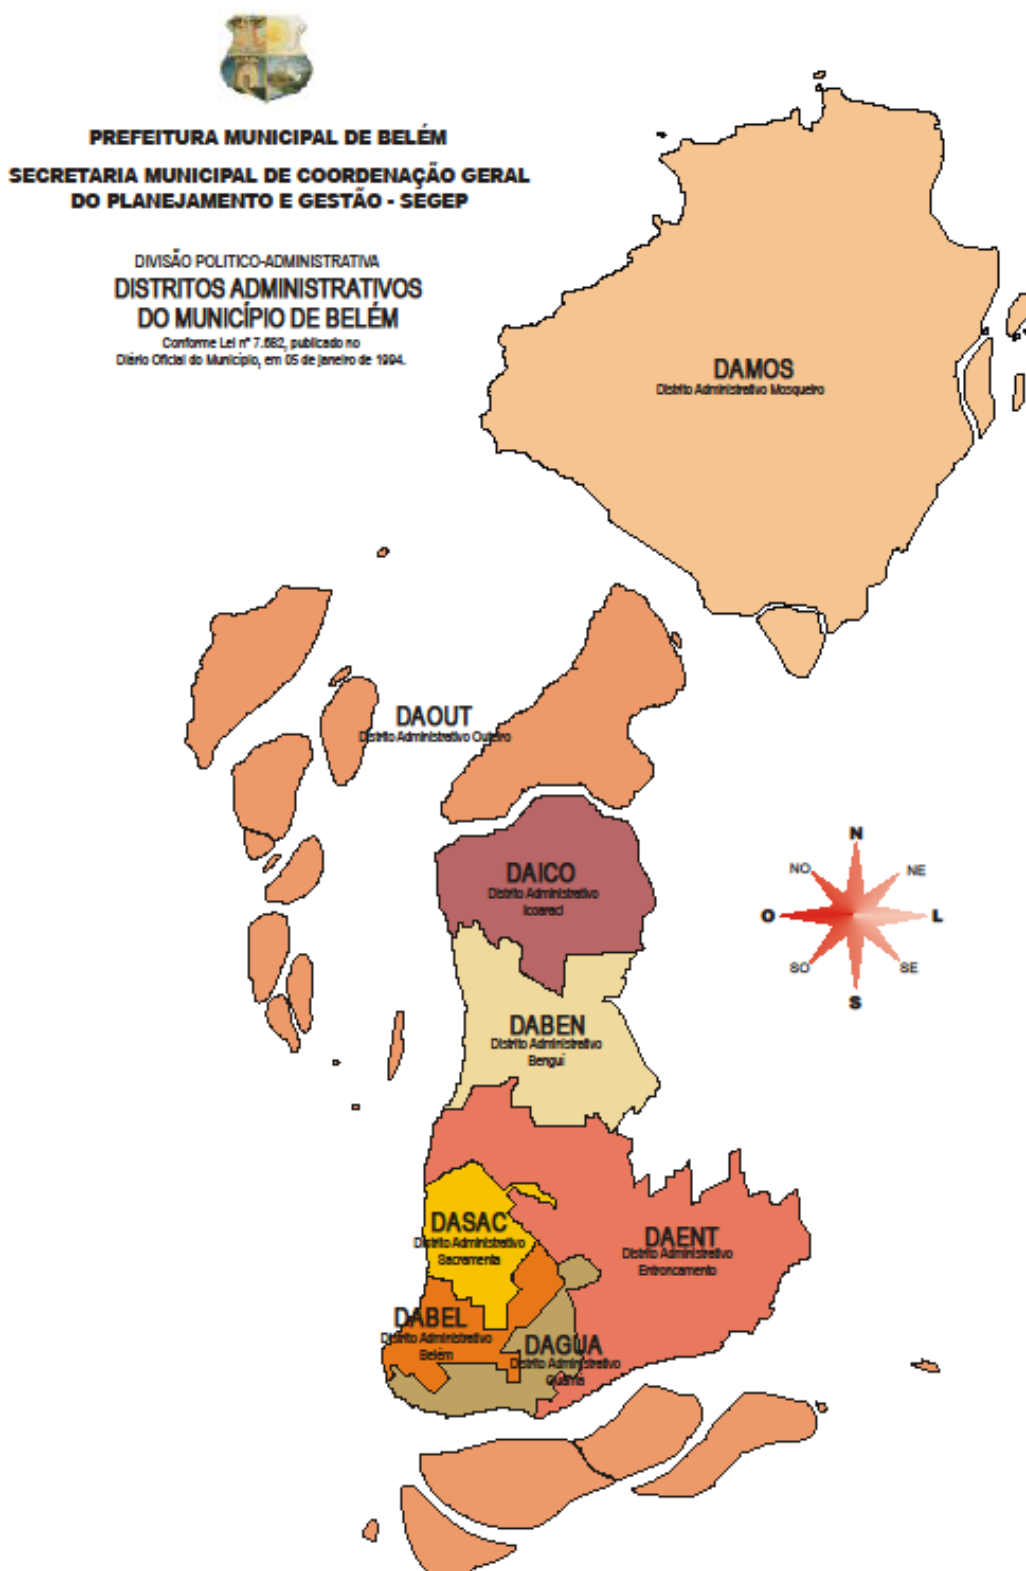 PREFEITURA MUNICIPAL DE BELÉM
SECRETARIA MUNICIPAL DE COORDENAÇÃO GERAL
DO PLANEJAMENTO E GESTÃO - SEGEP
DIVISÃO POLITICO-ADMINISTRATIVA
DISTRITOS ADMINISTRATIVOS
DO MUNICÍPIO DE BELÉM
Conforme Lei nº 7.682, publicado no
Diário Oficial do Município, em 05 de janeiro de 1994.
DAMOS
Distrito Administrativo Mosqueiro
DAOUT
Distrito Administrativo Outeiro
DAICO
Distrito Administrativo
Icoaraci
N
NO
NE
O
L
SO
SE
S
DABEN
Distrito Administrativo
Benguí
DASAC
Distrito Administrativo
Sacramenta
DAENT
Distrito Administrativo
Entroncamento
DABEL
Distrito Administrativo
Belém
DAGUA
Distrito Administrativo
Guamá